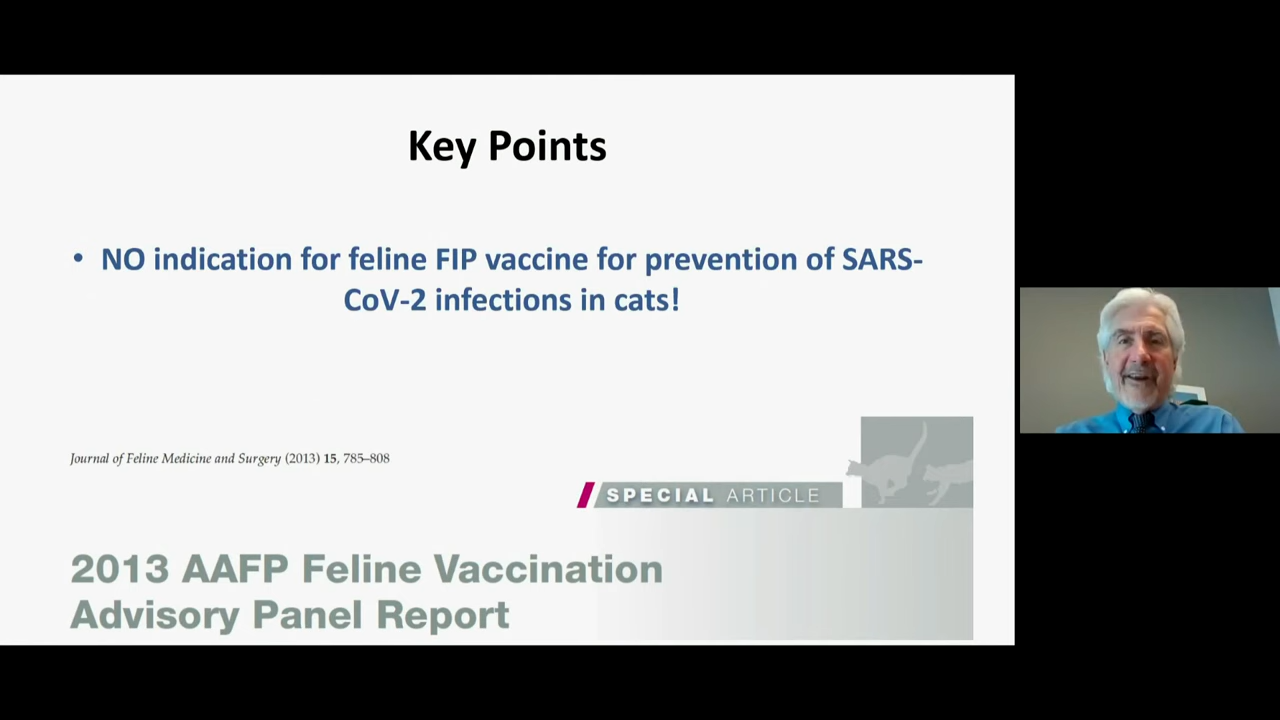 Key Points
• NO indication for feline FIP vaccine for prevention of SARS-
CoV-2 infections in cats!
Journal of Feline Medicine and Surgery (2013) 15, 785–808
SPECIAL ARTICLE
2013 AAFP Feline Vaccination
Advisory Panel Report